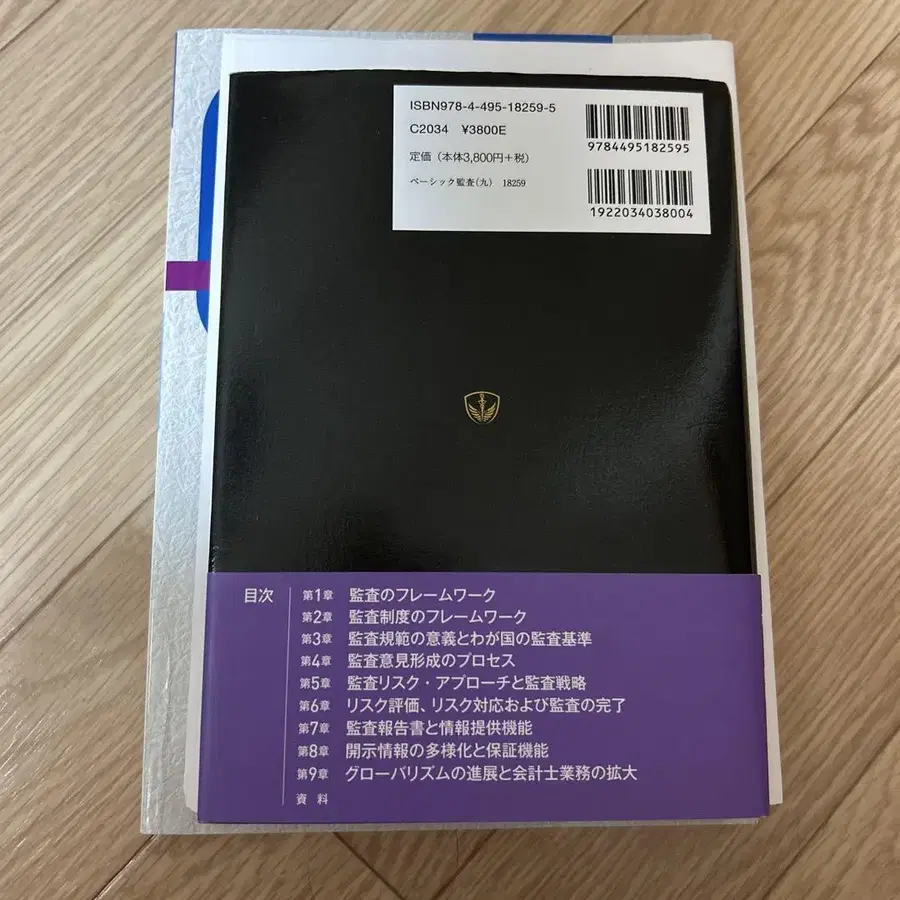 ISBN978-4-495-18259-5
C2034 ¥3800E
定価（本体3,800円＋税）
ベーシック監査(九) 18259
9784495182595
1922034038004
目次
第1章 監査のフレームワーク
第2章 監査制度のフレームワーク
第3章 監査規範の意義とわが国の監査基準
第4章 監査意見形成のプロセス
第5章 監査リスク・アプローチと監査戦略
第6章 リスク評価、リスク対応および監査の完了
第7章 監査報告書と情報提供機能
第8章 開示情報の多様化と保証機能
第9章 グローバリズムの進展と会計士業務の拡大
資料